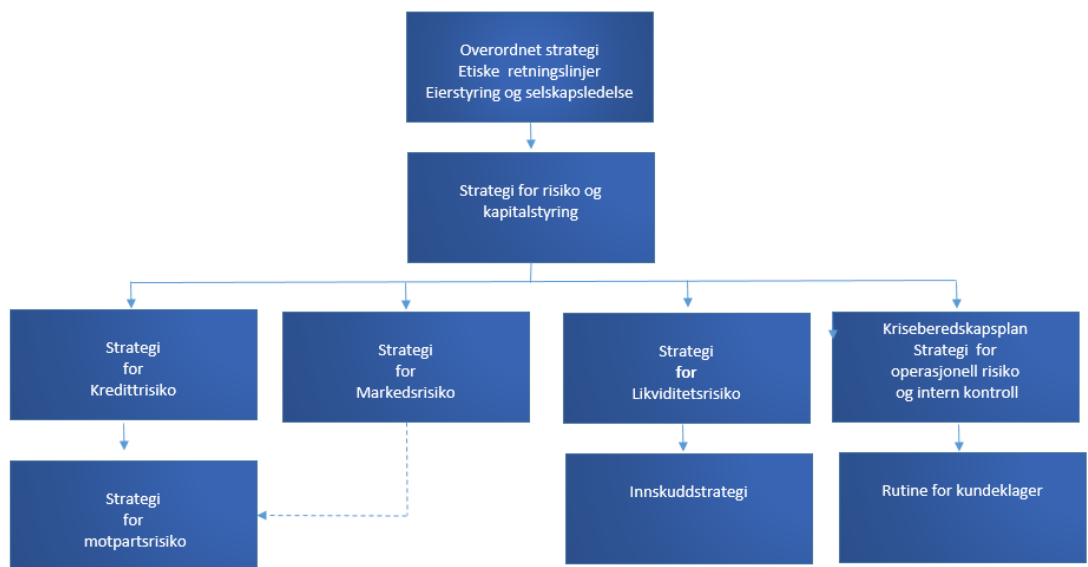 Overordnet strategi
Etiske retningslinjer
Eierstyring og selskapsledelse
Strategi for risiko og
kapitalstyring
Strategi
for
Kredittrisiko
Strategi
for
Markedsrisiko
Strategi
for
Likviditetsrisiko
Kriseberedskapsplan
Strategi for
operasjonell risiko
og intern kontroll
Strategi
for
motpartsrisiko
Innskuddstrategi
Rutine for kundeklager